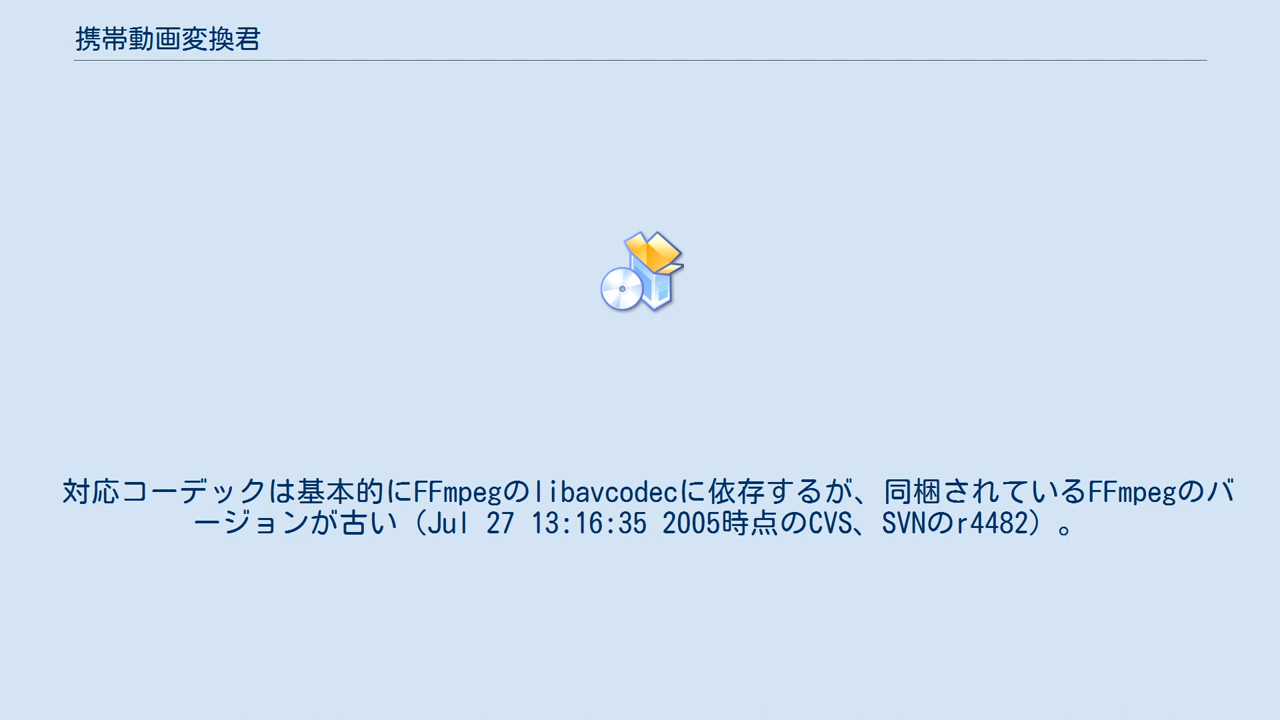 携帯動画変換君
対応コーデックは基本的にFFmpegのlibavcodecに依存するが、同梱されているFFmpegのバ
ージョンが古い（Jul 27 13:16:35 2005時点のCVS、SVNのr4482）。